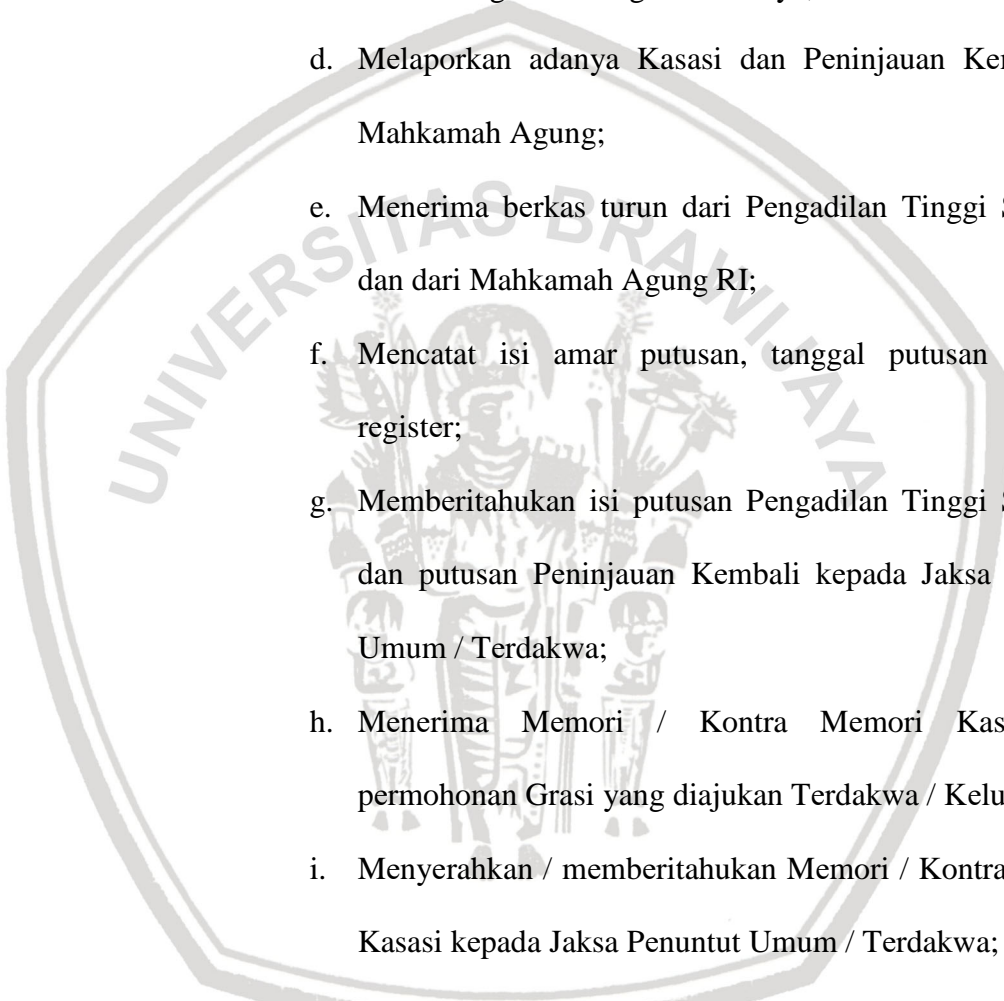 d. Melaporkan adanya Kasasi dan Peninjauan
Mahkamah Agung;
e. Menerima berkas turun dari Pengadilan Tinggi
dan dari Mahkamah Agung RI;
f. Mencatat isi amar putusan, tanggal putusan
register;
g. Memberitahukan isi putusan Pengadilan Tinggi
dan putusan Peninjauan Kembali kepada Jaksa
Umum / Terdakwa;
h. Menerima Memori / Kontra Memori
permohonan Grasi yang diajukan Terdakwa /
i. Menyerahkan / memberitahukan Memori / Kontra
Kasasi kepada Jaksa Penuntut Umum / Terdakwa;
UNIVERSITAS BRAWIJAYA